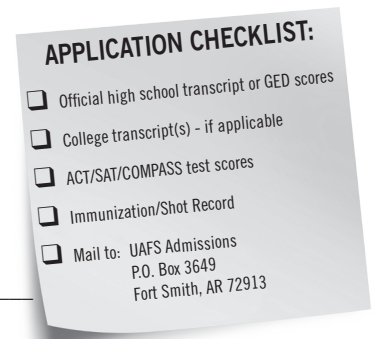 APPLICATION CHECKLIST:
Official high school transcript or GED scores
College transcript(s) - if applicable
ACT/SAT/COMPASS test scores
Immunization/Shot Record
Mail to: UAFS Admissions
P.O. Box 3649
Fort Smith, AR 72913